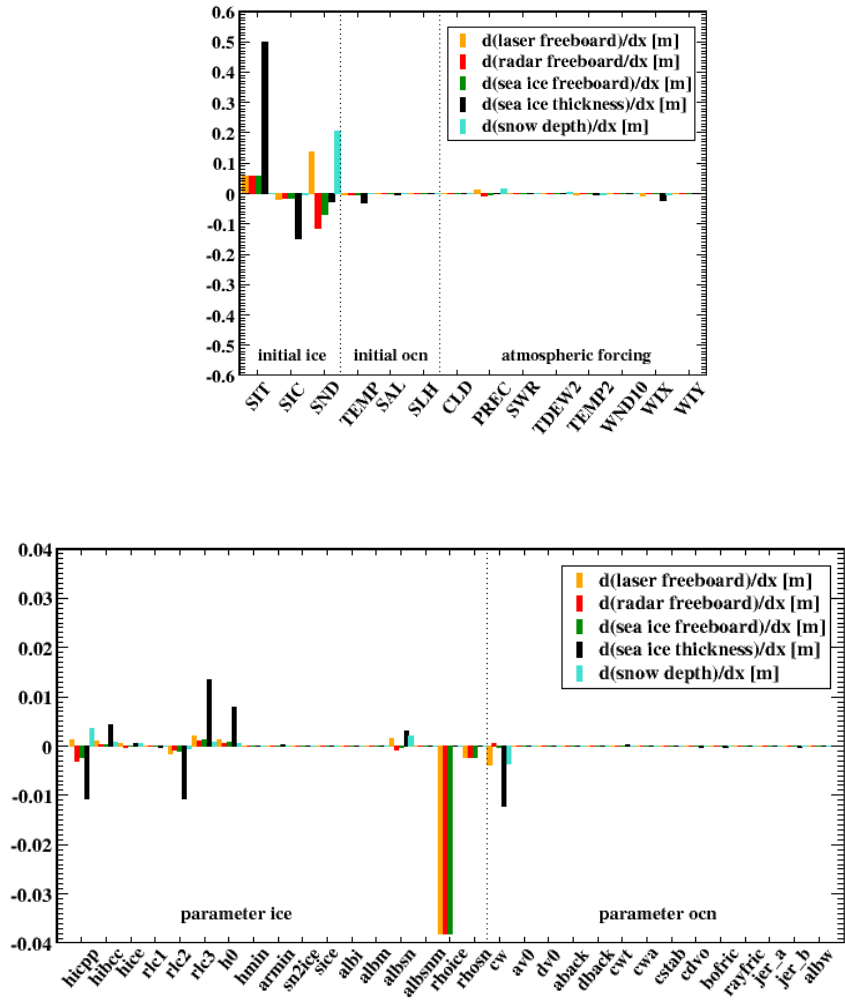 0.6
0.5
0.4
0.3
0.2
0.1
0
-0.1
-0.2
-0.3
-0.4
-0.5
-0.6
d(laser freeboard)/dx [m]
d(radar freeboard/dx [m]
d(sea ice freeboard)/dx [m]
d(sea ice thickness)/dx [m]
d(snow depth)/dx [m]
initial ice
initial ocn
atmospheric forcing
SIT
SIC
SND
TEMP
SAL
SLH
CLD
PREC
SWR
TDEW2
TEMP2
WND10
WIX
WIY
0.04
0.03
0.02
0.01
0
-0.01
-0.02
-0.03
-0.04
d(laser freeboard)/dx [m]
d(radar freeboard)/dx [m]
d(sea ice freeboard)/dx [m]
d(sea ice thickness)/dx [m]
d(snow depth)/dx [m]
parameter ice
parameter ocn
hicpp
hibcc
hice
rlc1
rlc2
rlc3
h0
hmin
armin
sn2ice
sice
albi
albm
albsn
albsnm
rhoice
rhosn
cw
av0
dv0
aback
dback
cwt
cwa
cstab
cdvo
bofric
rayfric
jer_a
jer_b
albw